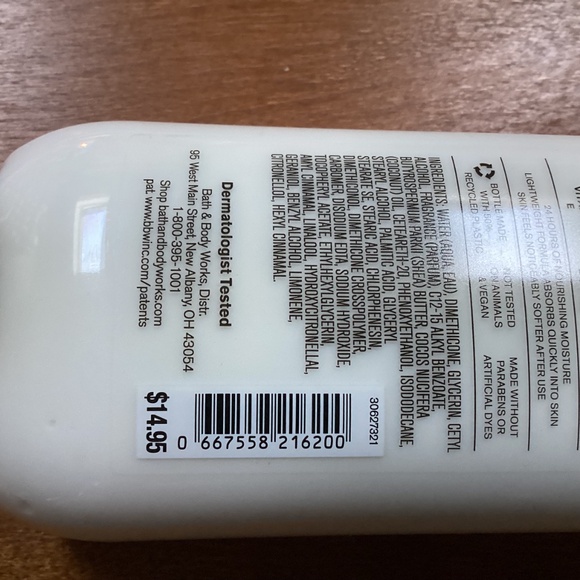 24 HOURS OF NOURISHING MOISTURE
LIGHTWEIGHT FORMULA ABSORBS QUICKLY INTO SKIN
SKIN FEELS NOTICEABLY SOFTER AFTER USE
BOTTLE MADE
WITH
RECYCLED PLASTIC
NOT TESTED
ON ANIMALS
& VEGAN
MADE WITHOUT
PARABENS OR
ARTIFICIAL DYES
INGREDIENTS: WATER (AQUA, EAU), DIMETHICONE, GLYCERIN, CETYL
ALCOHOL, FRAGRANCE (PARFUM), C12-15 ALKYL BENZOATE,
BUTYROSPERMUM PARKII (SHEA) BUTTER, COCOS NUCIFERA
(COCONUT) OIL, CETEARETH-20, PHENOXYETHANOL, ISODODECANE,
STEARYL ALCOHOL, PALMITIC ACID, GLYCERYL
STEARATE SE, STEARIC ACID, CHLORPHENESIN,
DIMETHICONOL, DIMETHICONE CROSSPOLYMER,
CARBOMER, DISODIUM EDTA, SODIUM HYDROXIDE,
TOCOPHERYL ACETATE, ETHYLHEXYLGLYCERIN,
AMYL CINNAMAL, LINALOOL, HYDROXYCITRONELLAL,
GERANIOL, BENZYL ALCOHOL, LIMONENE,
CITRONELLOL, HEXYL CINNAMAL.
Dermatologist Tested
Bath & Body Works, Distr.
95 West Main Street, New Albany, OH 43054
1-800-395-1001
Shop bathandbodyworks.com
pat. www.bbwinc.com/patents
30627321
0 667558 216200
$14.95